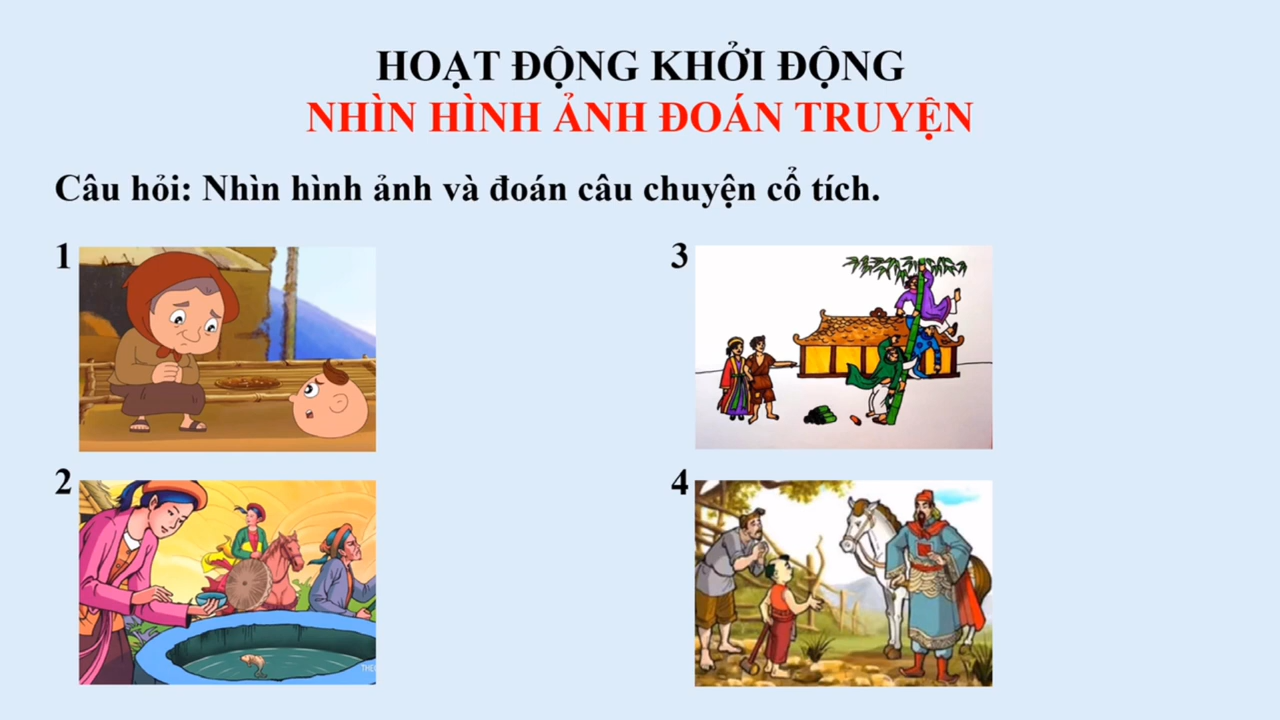 HOẠT ĐỘNG KHỞI ĐỘNG
NHÌN HÌNH ẢNH ĐOÁN TRUYỆN
Câu hỏi: Nhìn hình ảnh và đoán câu chuyện cổ tích.
1
3
2
4